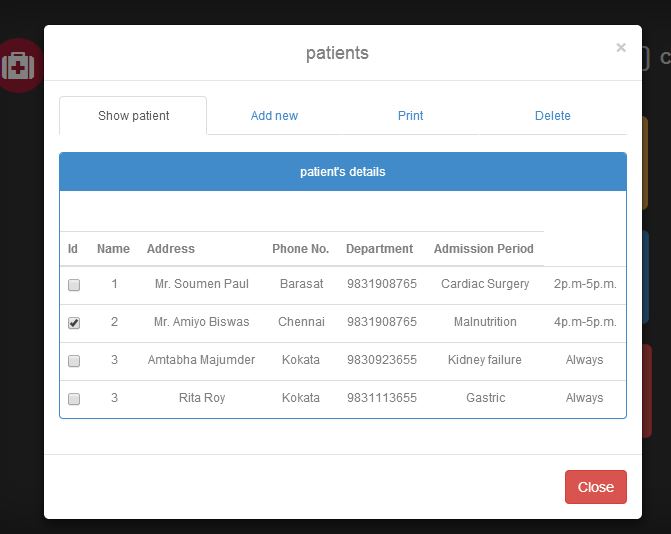 patients
×
Show patient Add new Print Delete
patient's details
Id Name Address Phone No. Department Admission Period
1 Mr. Soumen Paul Barasat 9831908765 Cardiac Surgery 2p.m-5p.m.
2 Mr. Amiyo Biswas Chennai 9831908765 Malnutrition 4p.m-5p.m.
3 Amtabha Majumder Kokata 9830923655 Kidney failure Always
3 Rita Roy Kokata 9831113655 Gastric Always
Close